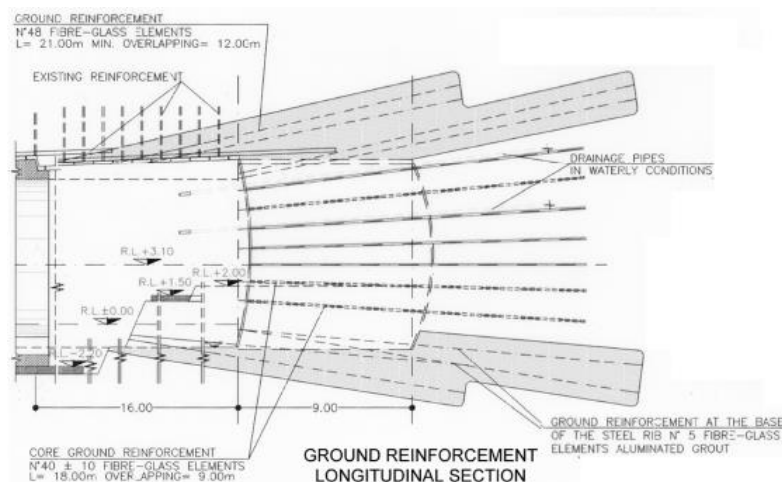 GROUND REINFORCEMENT
N°48 FIBRE-GLASS ELEMENTS
L= 21.00m MIN. OVERLAPPING= 12.00m
EXISTING REINFORCEMENT
DRAINAGE PIPES
IN WATERLY CONDITIONS
R.L.+3.10
R.L.+2.00
R.L.+1.50
R.L.±0.00
R.L.-2.20
16.00
9.00
GROUND REINFORCEMENT AT THE BASE
OF THE STEEL RIB N° 5 FIBRE-GLASS
ELEMENTS ALUMINATED GROUT
CORE GROUND REINFORCEMENT
N°40 ± 10 FIBRE-GLASS ELEMENTS
L= 18.00m OVERLAPPING= 9.00m
GROUND REINFORCEMENT
LONGITUDINAL SECTION